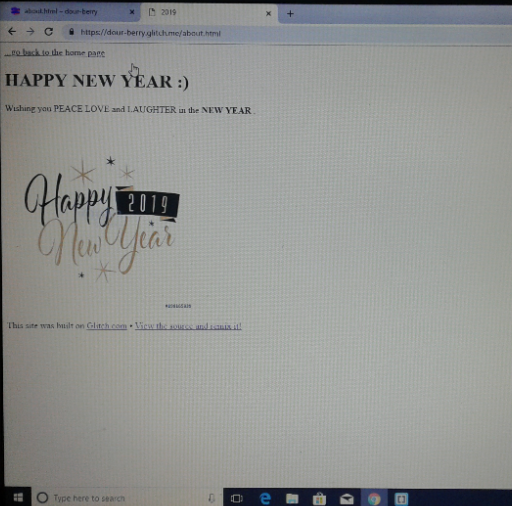 about.html – dour-berry
2019
https://dour-berry.glitch.me/about.html
...go back to the home page
HAPPY NEW YEAR :)
Wishing you PEACE LOVE and LAUGHTER in the NEW YEAR
Happy 2019
New Year
This site was built on Glitch.com • View the source and remix it!
Type here to search